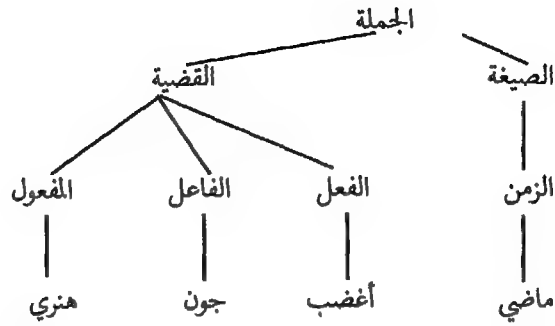 الجملة
الصيغة القضية
الزمن الفعل الفاعل المفعول
ماضي أغضب جون هنري